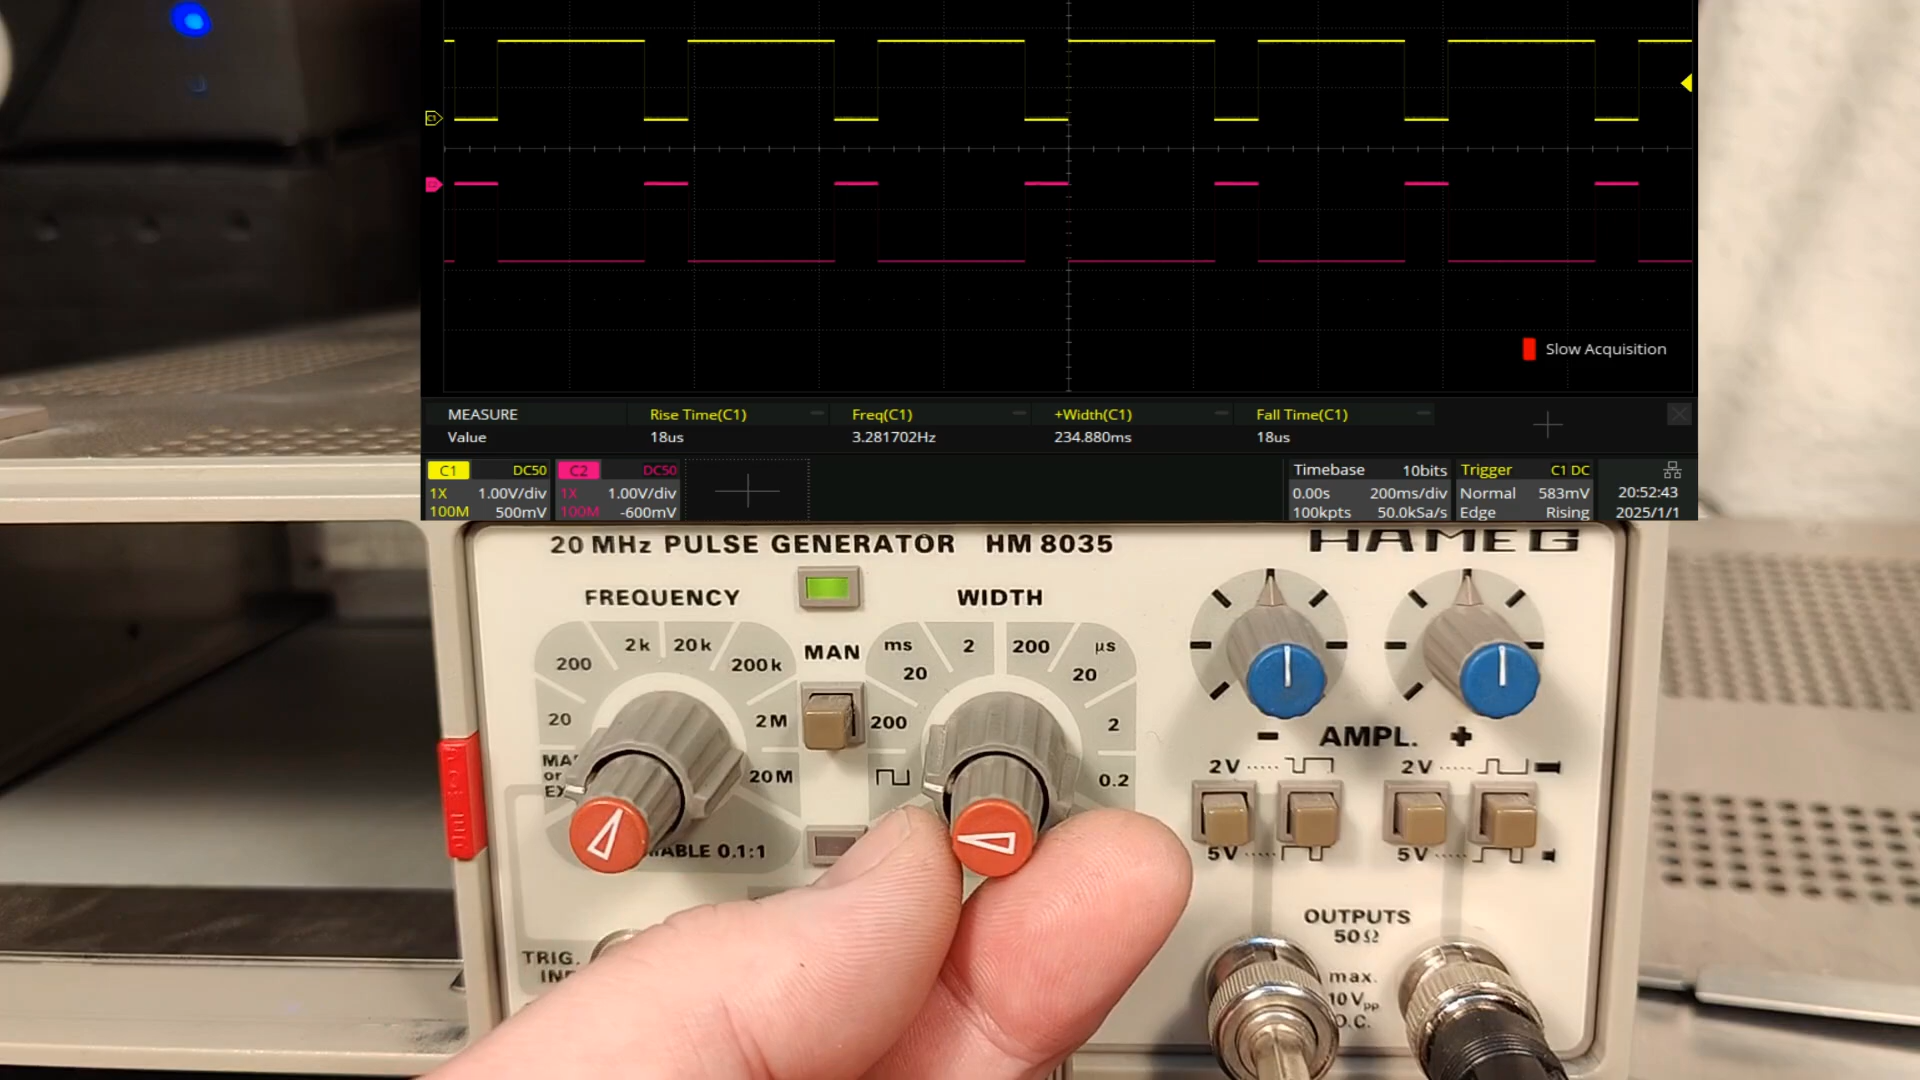 C1
Slow Acquisition
MEASURE Rise Time(C1) Freq(C1) +Width(C1) Fall Time(C1)
Value 18us 3.281702Hz 234.880ms 18us
C1 DC50 C2 DC50 Timebase 10bits Trigger C1 DC
1X 1.00V/div 1X 1.00V/div 0.00s 200ms/div Normal 583mV 20:52:43
100M 500mV 100M -600mV 100kpts 50.0kSa/s Edge Rising 2025/1/1
20 MHz PULSE GENERATOR HM 8035 HAMEG
FREQUENCY WIDTH
2k 20k MAN ms 2 200 µs
200 200k 20 20
20 2M 200 2
AMPL.
- +
or 20M 0.2
2V 2V
0.1:1
5V 5V
OUTPUTS
50Ω
TRIG. max.
10Vpp
D.C.